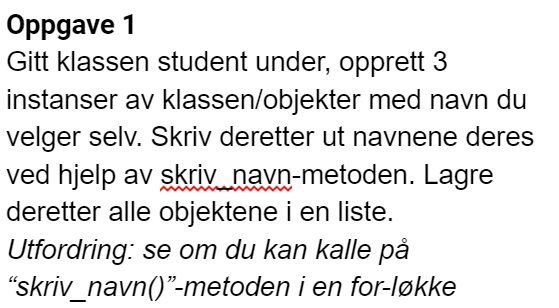 Oppgave 1
Gitt klassen student under, opprett 3
instanser av klassen/objekter med navn du
velger selv. Skriv deretter ut navnene deres
ved hjelp av skriv_navn-metoden. Lagre
deretter alle objektene i en liste.
Utfordring: se om du kan kalle på
“skriv_navn()”-metoden i en for-løkke